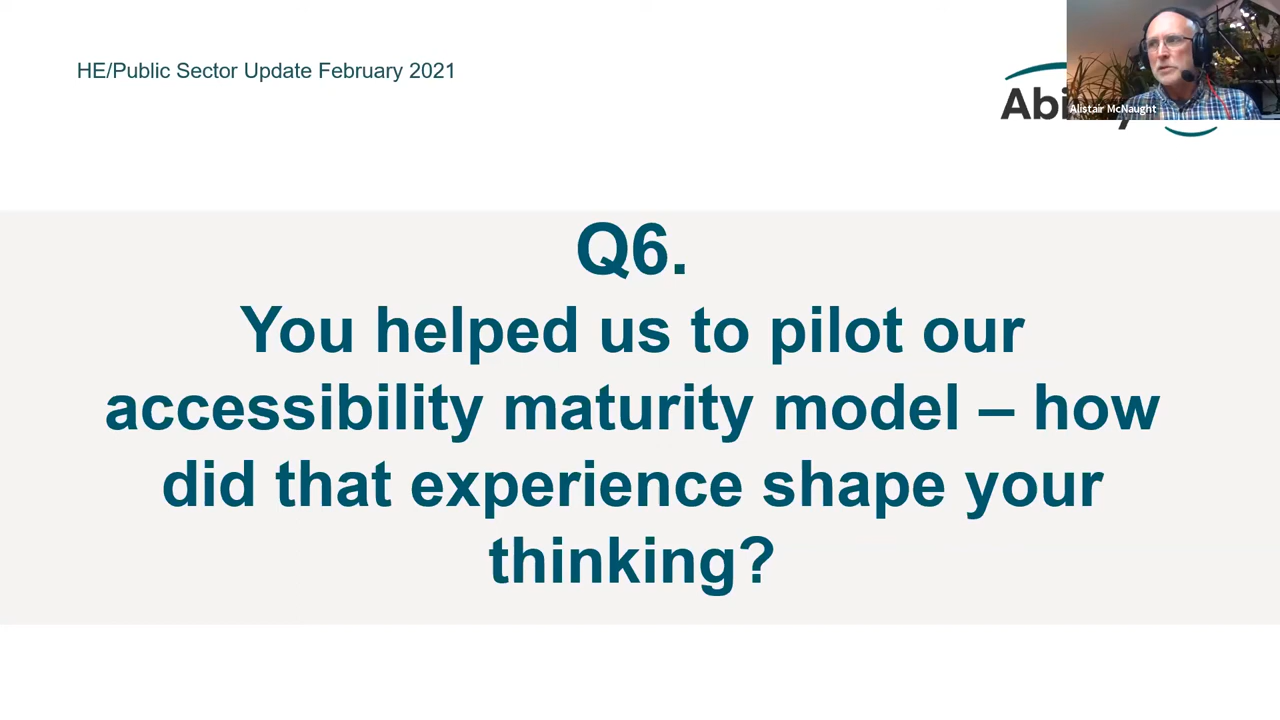 HE/Public Sector Update February 2021
Alistair McNaught
Q6.
You helped us to pilot our
accessibility maturity model – how
did that experience shape your
thinking?